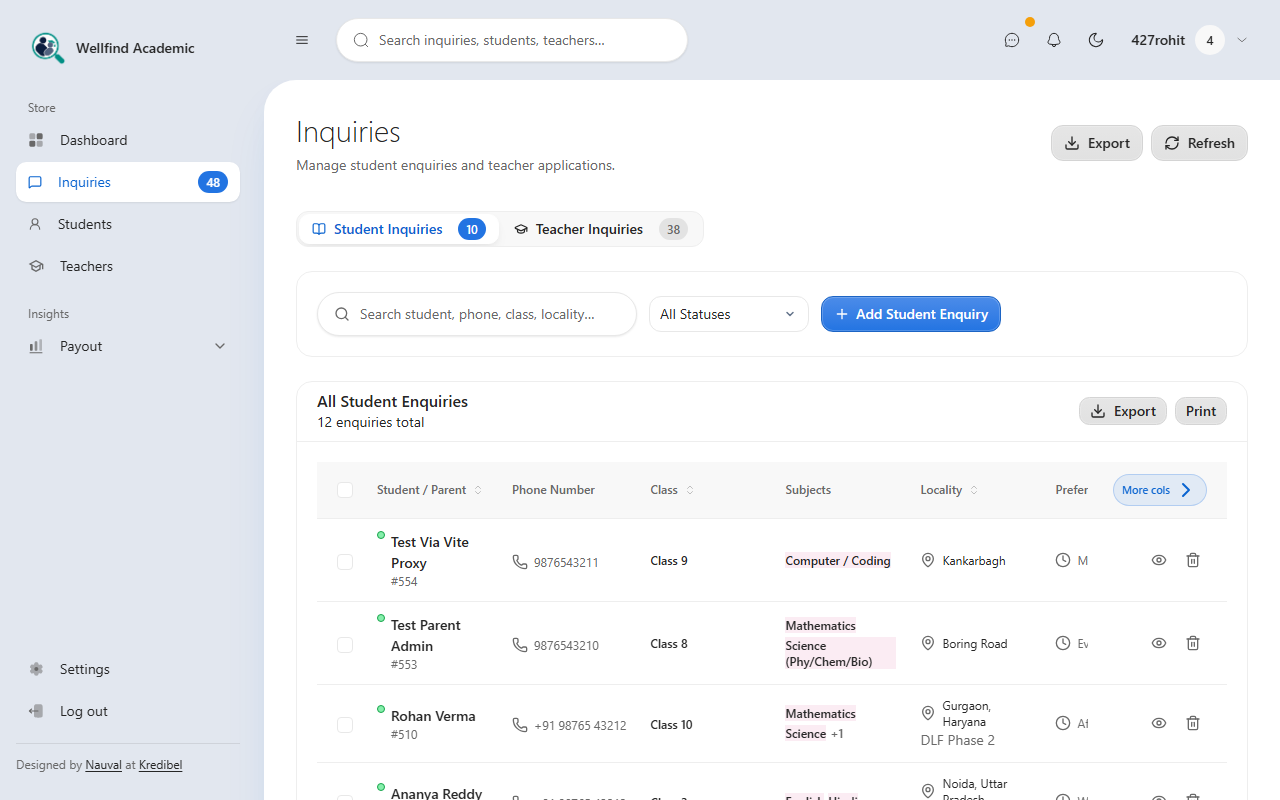 Wellfind Academic
Search inquiries, students, teachers...
427rohit
4
Store
Dashboard
Inquiries
48
Students
Teachers
Insights
Payout
Settings
Log out
Designed by Nauval at Kredibel
Inquiries
Manage student enquiries and teacher applications.
Export
Refresh
Student Inquiries
10
Teacher Inquiries
38
Search student, phone, class, locality...
All Statuses
Add Student Enquiry
All Student Enquiries
12 enquiries total
Export
Print
Student / Parent
Phone Number
Class
Subjects
Locality
Prefer
More cols
Test Via Vite
Proxy
#554
9876543211
Class 9
Computer / Coding
Kankarbagh
M
Test Parent
Admin
#553
9876543210
Class 8
Mathematics
Science
(Phy/Chem/Bio)
Boring Road
Ev
Rohan Verma
#510
+91 98765 43212
Class 10
Mathematics
Science +1
Gurgaon,
Haryana
DLF Phase 2
Af
Ananya Reddy
Noida, Uttar
Pradesh